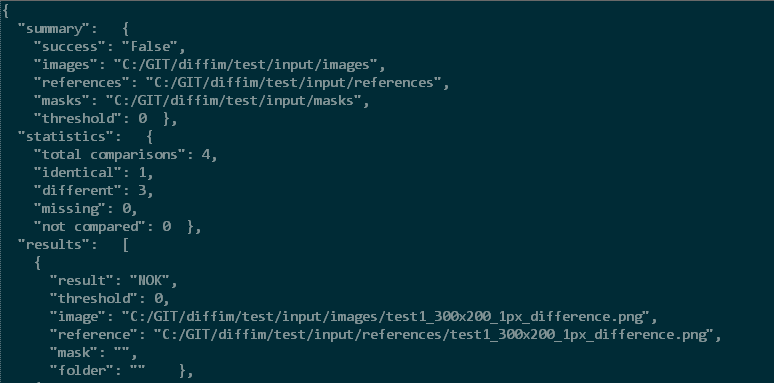 {
  "summary":   {
    "success": "False",
    "images": "C:/GIT/diffim/test/input/images",
    "references": "C:/GIT/diffim/test/input/references",
    "masks": "C:/GIT/diffim/test/input/masks",
    "threshold": 0  },
  "statistics":   {
    "total comparisons": 4,
    "identical": 1,
    "different": 3,
    "missing": 0,
    "not compared": 0  },
  "results":   [
    {
      "result": "NOK",
      "threshold": 0,
      "image": "C:/GIT/diffim/test/input/images/test1_300x200_1px_difference.png",
      "reference": "C:/GIT/diffim/test/input/references/test1_300x200_1px_difference.png",
      "mask": "",
      "folder": ""    },